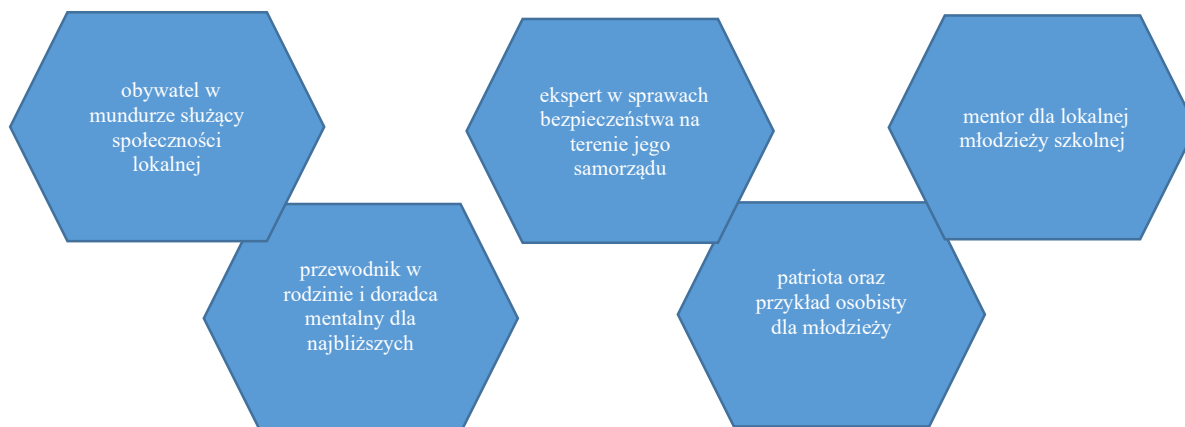 obywatel w
mundurze służący
społeczności
lokalnej
ekspert w sprawach
bezpieczeństwa na
terenie jego
samorządu
mentor dla lokalnej
młodzieży szkolnej
przewodnik w
rodzinie i doradca
mentalny dla
najbliższych
patriota oraz
przykład osobisty
dla młodzieży